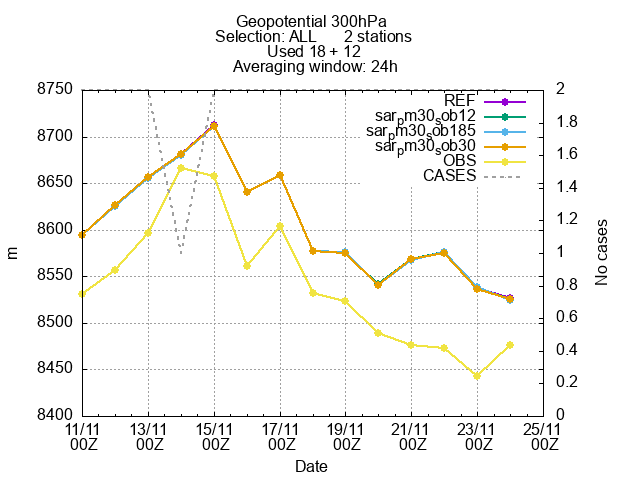 Geopotential 300hPa
Selection: ALL 2 stations
Used 18 + 12
Averaging window: 24h
8750
8700
8650
8600
8550
8500
8450
8400
m
2
1.8
1.6
1.4
1.2
1
0.8
0.6
0.4
0.2
0
No cases
REF
sarpm30sob12
sarpm30sob185
sarpm30sob30
OBS
CASES
11/11 13/11 15/11 17/11 19/11 21/11 23/11 25/11
00Z 00Z 00Z 00Z 00Z 00Z 00Z 00Z
Date